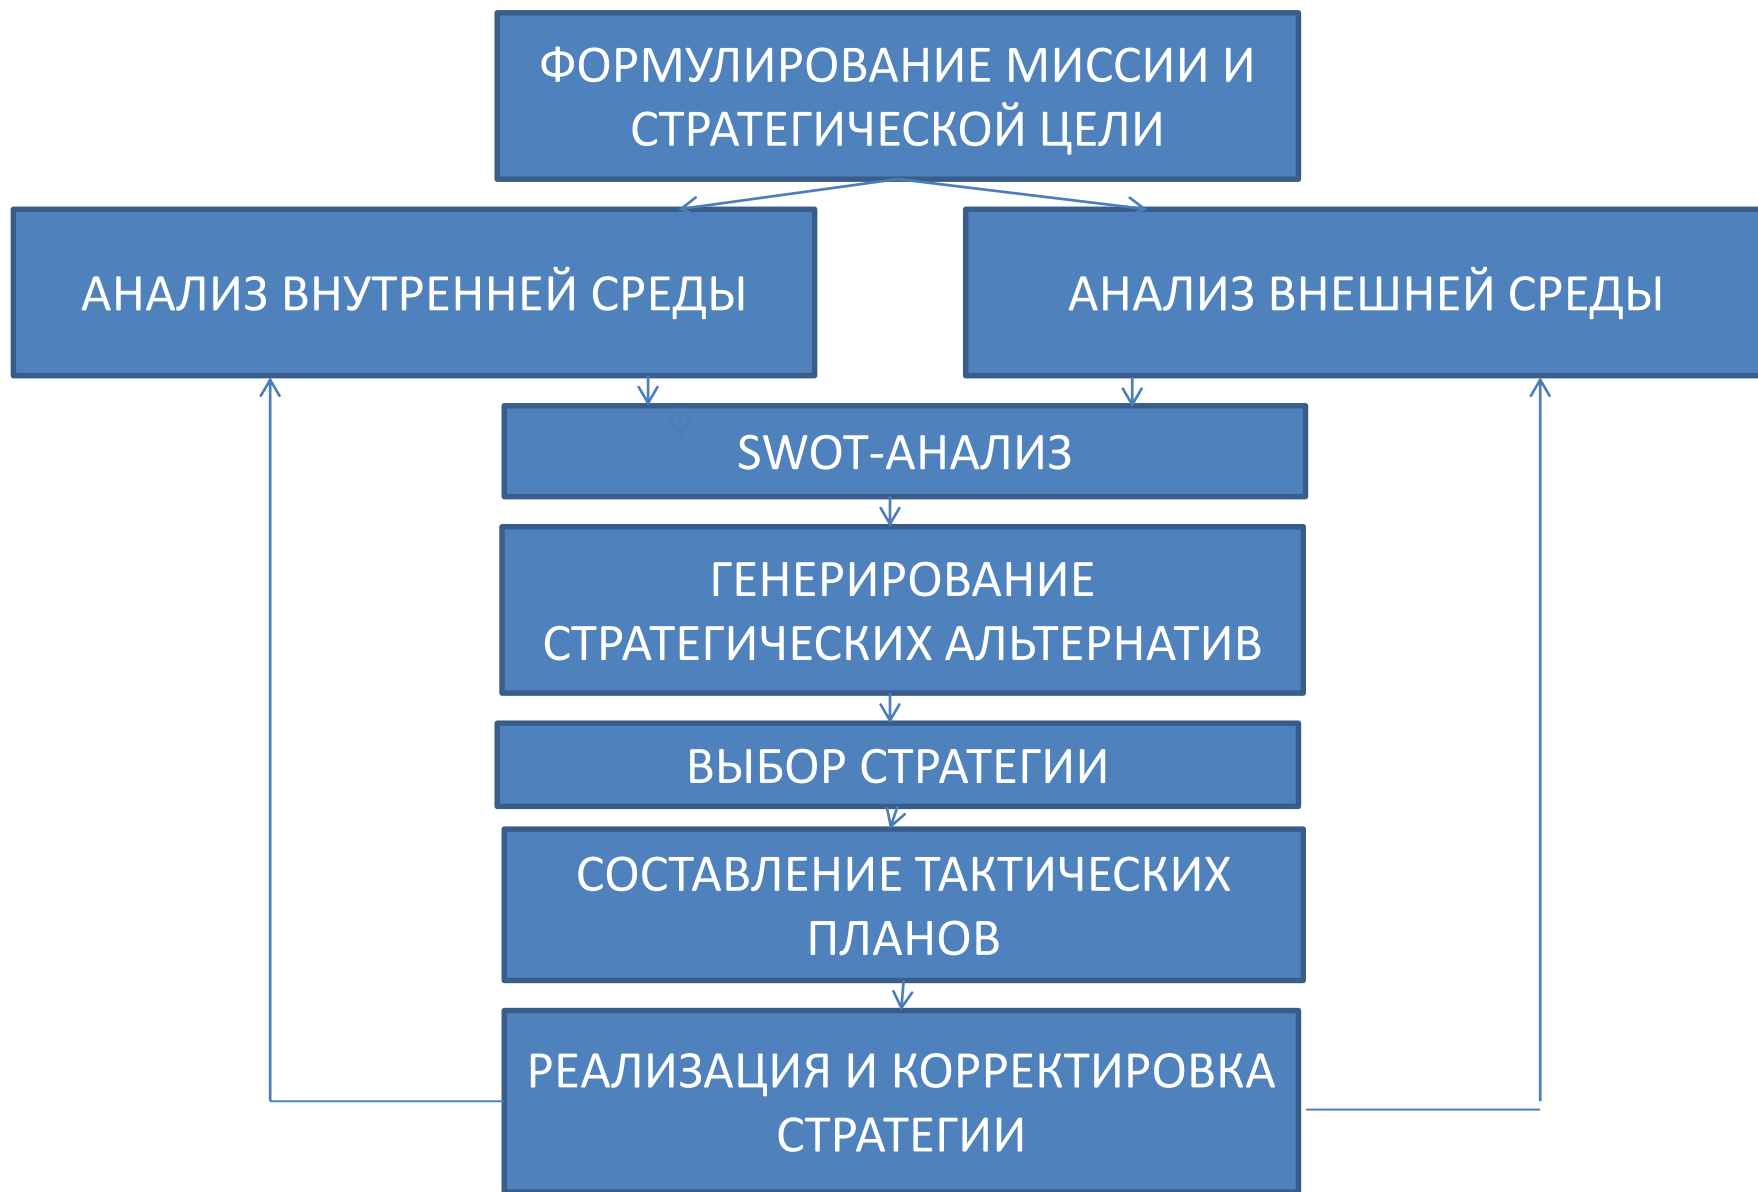 ФОРМУЛИРОВАНИЕ МИССИИ И
СТРАТЕГИЧЕСКОЙ ЦЕЛИ
АНАЛИЗ ВНУТРЕННЕЙ СРЕДЫ
АНАЛИЗ ВНЕШНЕЙ СРЕДЫ
SWOT-АНАЛИЗ
ГЕНЕРИРОВАНИЕ
СТРАТЕГИЧЕСКИХ АЛЬТЕРНАТИВ
ВЫБОР СТРАТЕГИИ
СОСТАВЛЕНИЕ ТАКТИЧЕСКИХ
ПЛАНОВ
РЕАЛИЗАЦИЯ И КОРРЕКТИРОВКА
СТРАТЕГИИ